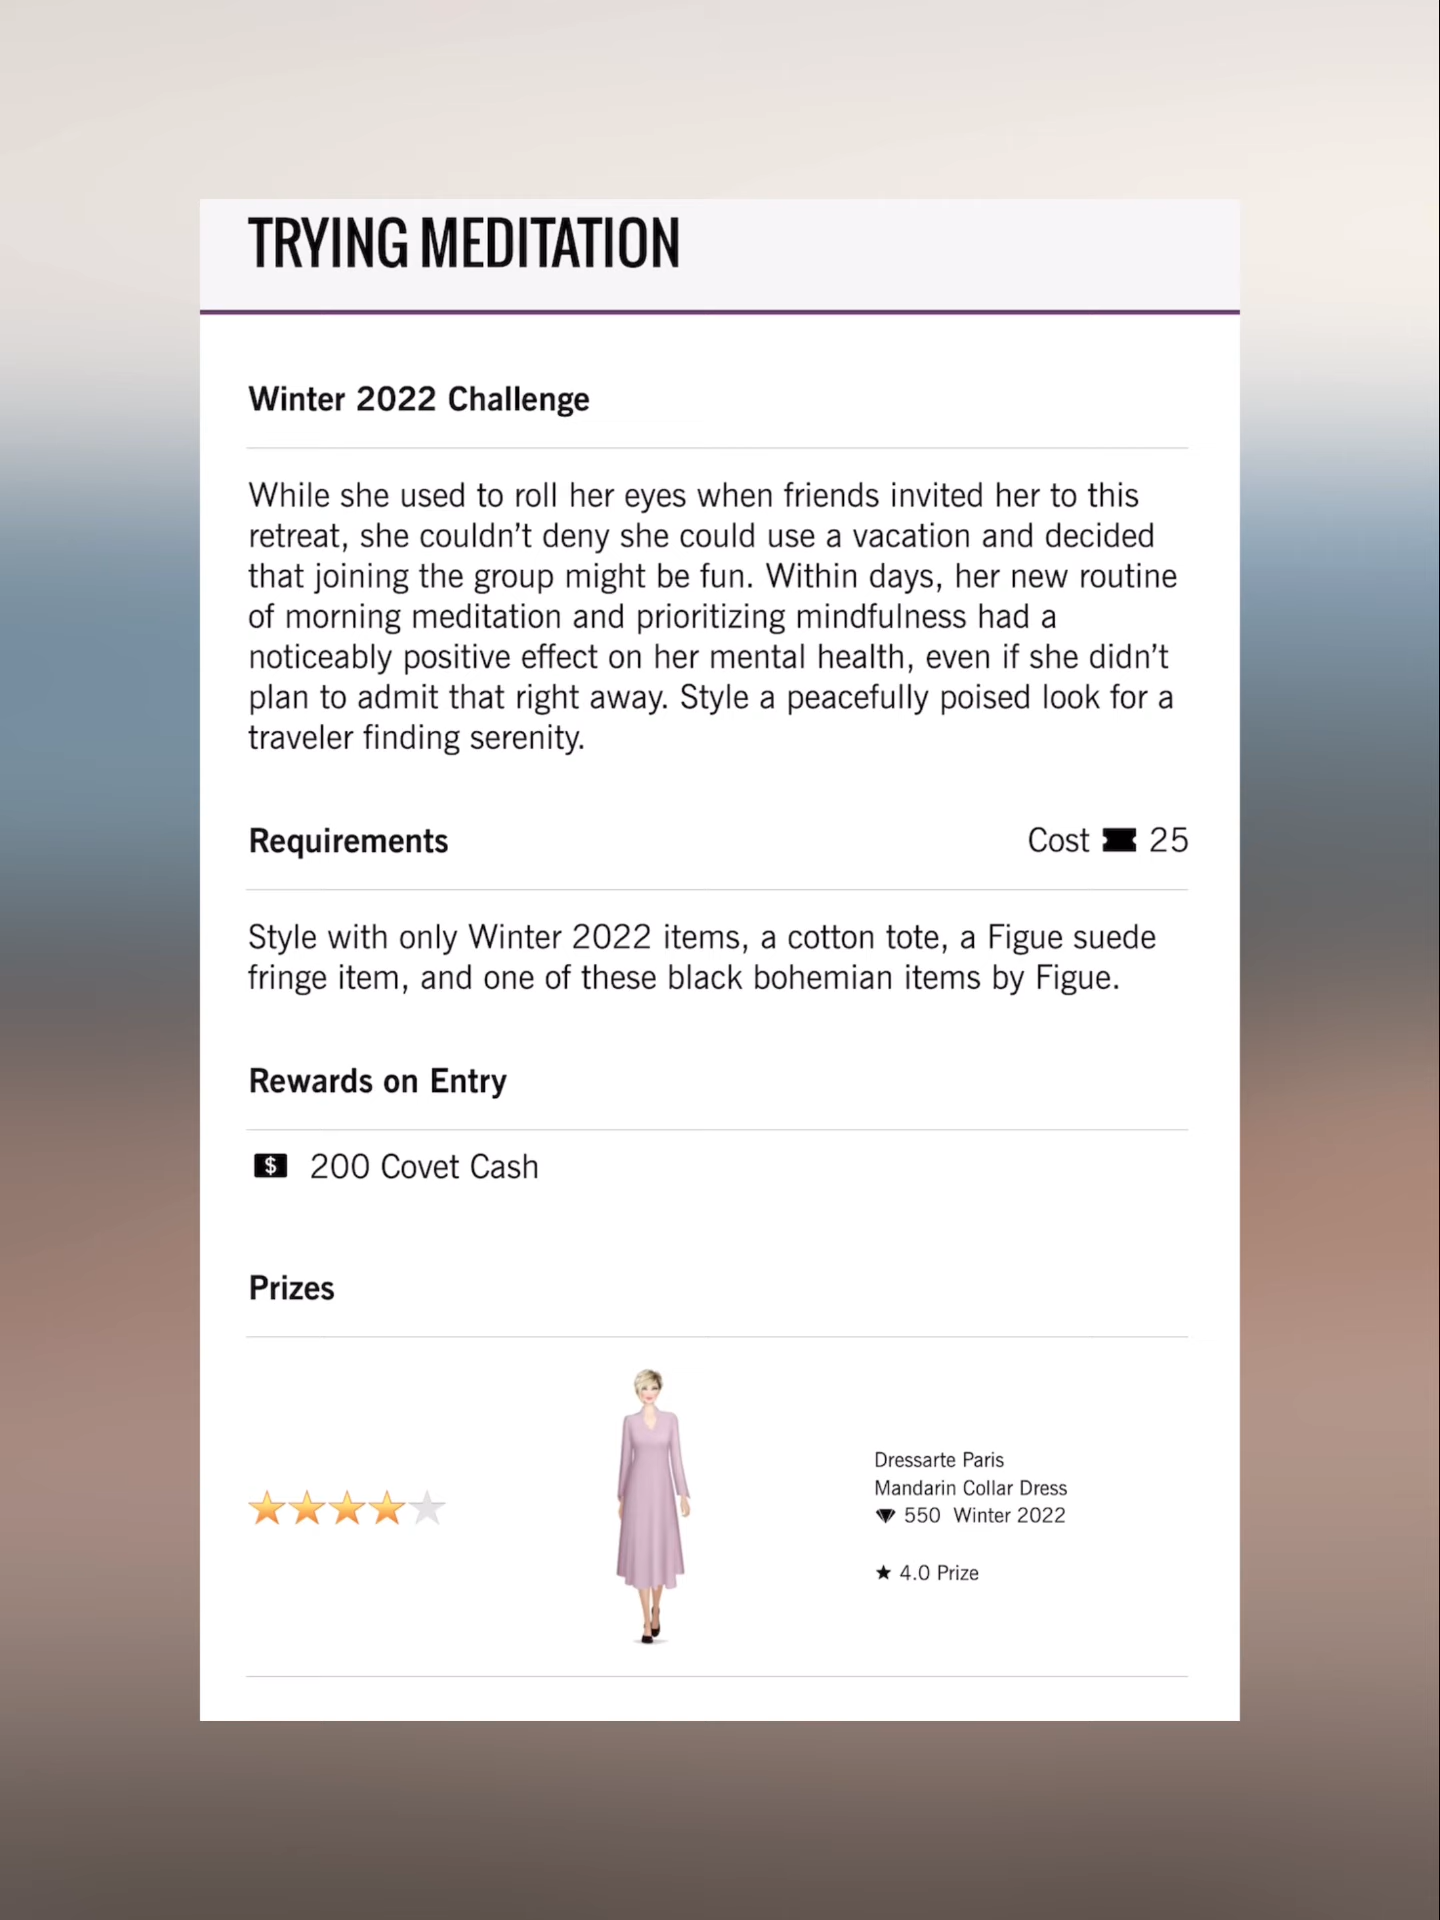 TRYING MEDITATION
Winter 2022 Challenge
While she used to roll her eyes when friends invited her to this
retreat, she couldn’t deny she could use a vacation and decided
that joining the group might be fun. Within days, her new routine
of morning meditation and prioritizing mindfulness had a
noticeably positive effect on her mental health, even if she didn’t
plan to admit that right away. Style a peacefully poised look for a
traveler finding serenity.
Requirements
Cost 25
Style with only Winter 2022 items, a cotton tote, a Figue suede
fringe item, and one of these black bohemian items by Figue.
Rewards on Entry
$ 200 Covet Cash
Prizes
Dressarte Paris
Mandarin Collar Dress
550 Winter 2022
★ 4.0 Prize